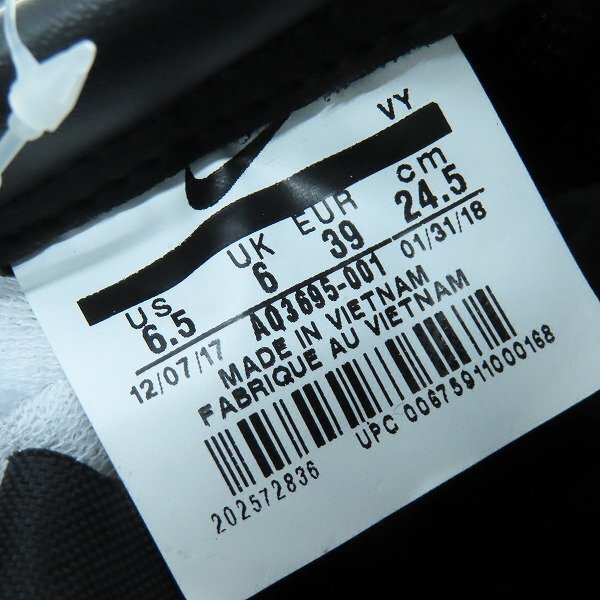 VY
US UK EUR cm
6.5 6 39 24.5
12/07/17 AQ3695-001 01/31/18
MADE IN VIETNAM
FABRIQUE AU VIETNAM
202572836 UPC 00675911000168